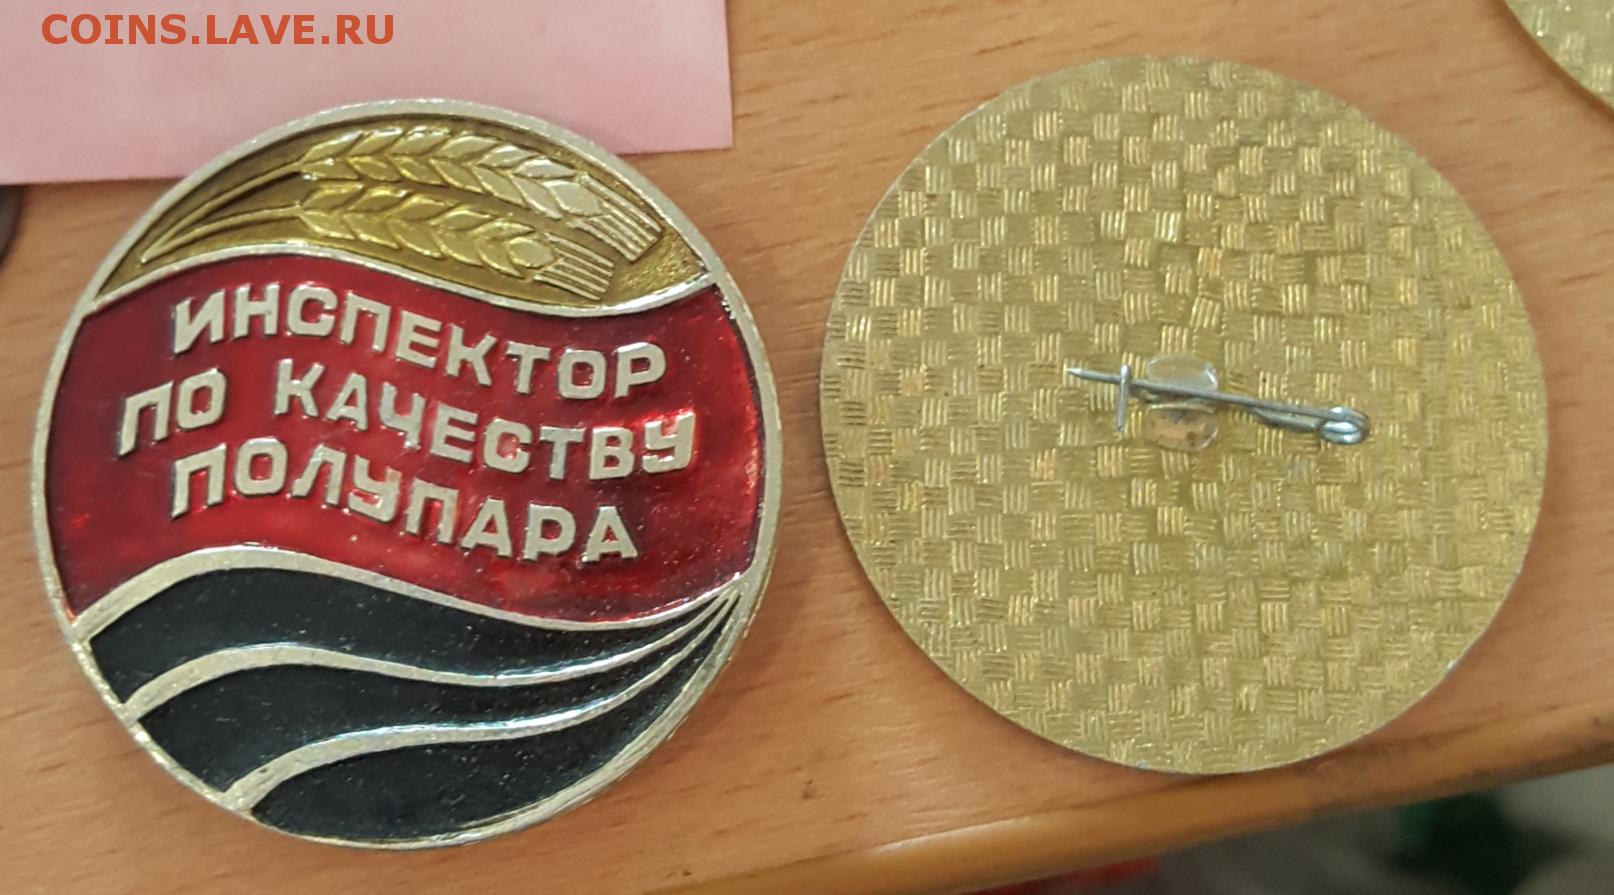 COINS.LAVE.RU
ИНСПЕКТОР
ПО КАЧЕСТВУ
ПОЛУПАРА